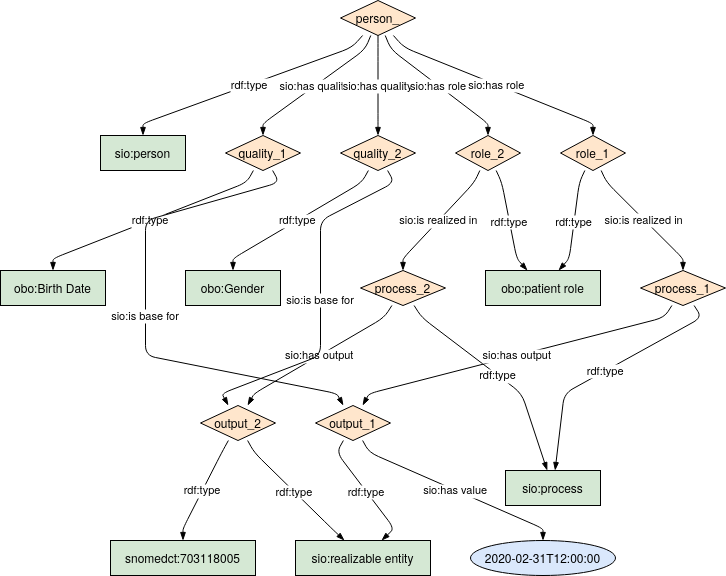 person_
rdf:type
sio:has quali
sio:has quality
sio:has role
sio:has role
sio:person
quality_1
quality_2
role_2
role_1
rdf:type
rdf:type
sio:is realized in
rdf:type
rdf:type
sio:is realized in
obo:Birth Date
obo:Gender
process_2
obo:patient role
process_1
sio:is base for
sio:is base for
sio:has output
sio:has output
rdf:type
rdf:type
output_2
output_1
rdf:type
rdf:type
rdf:type
sio:has value
sio:process
snomedct:703118005
sio:realizable entity
2020-02-31T12:00:00